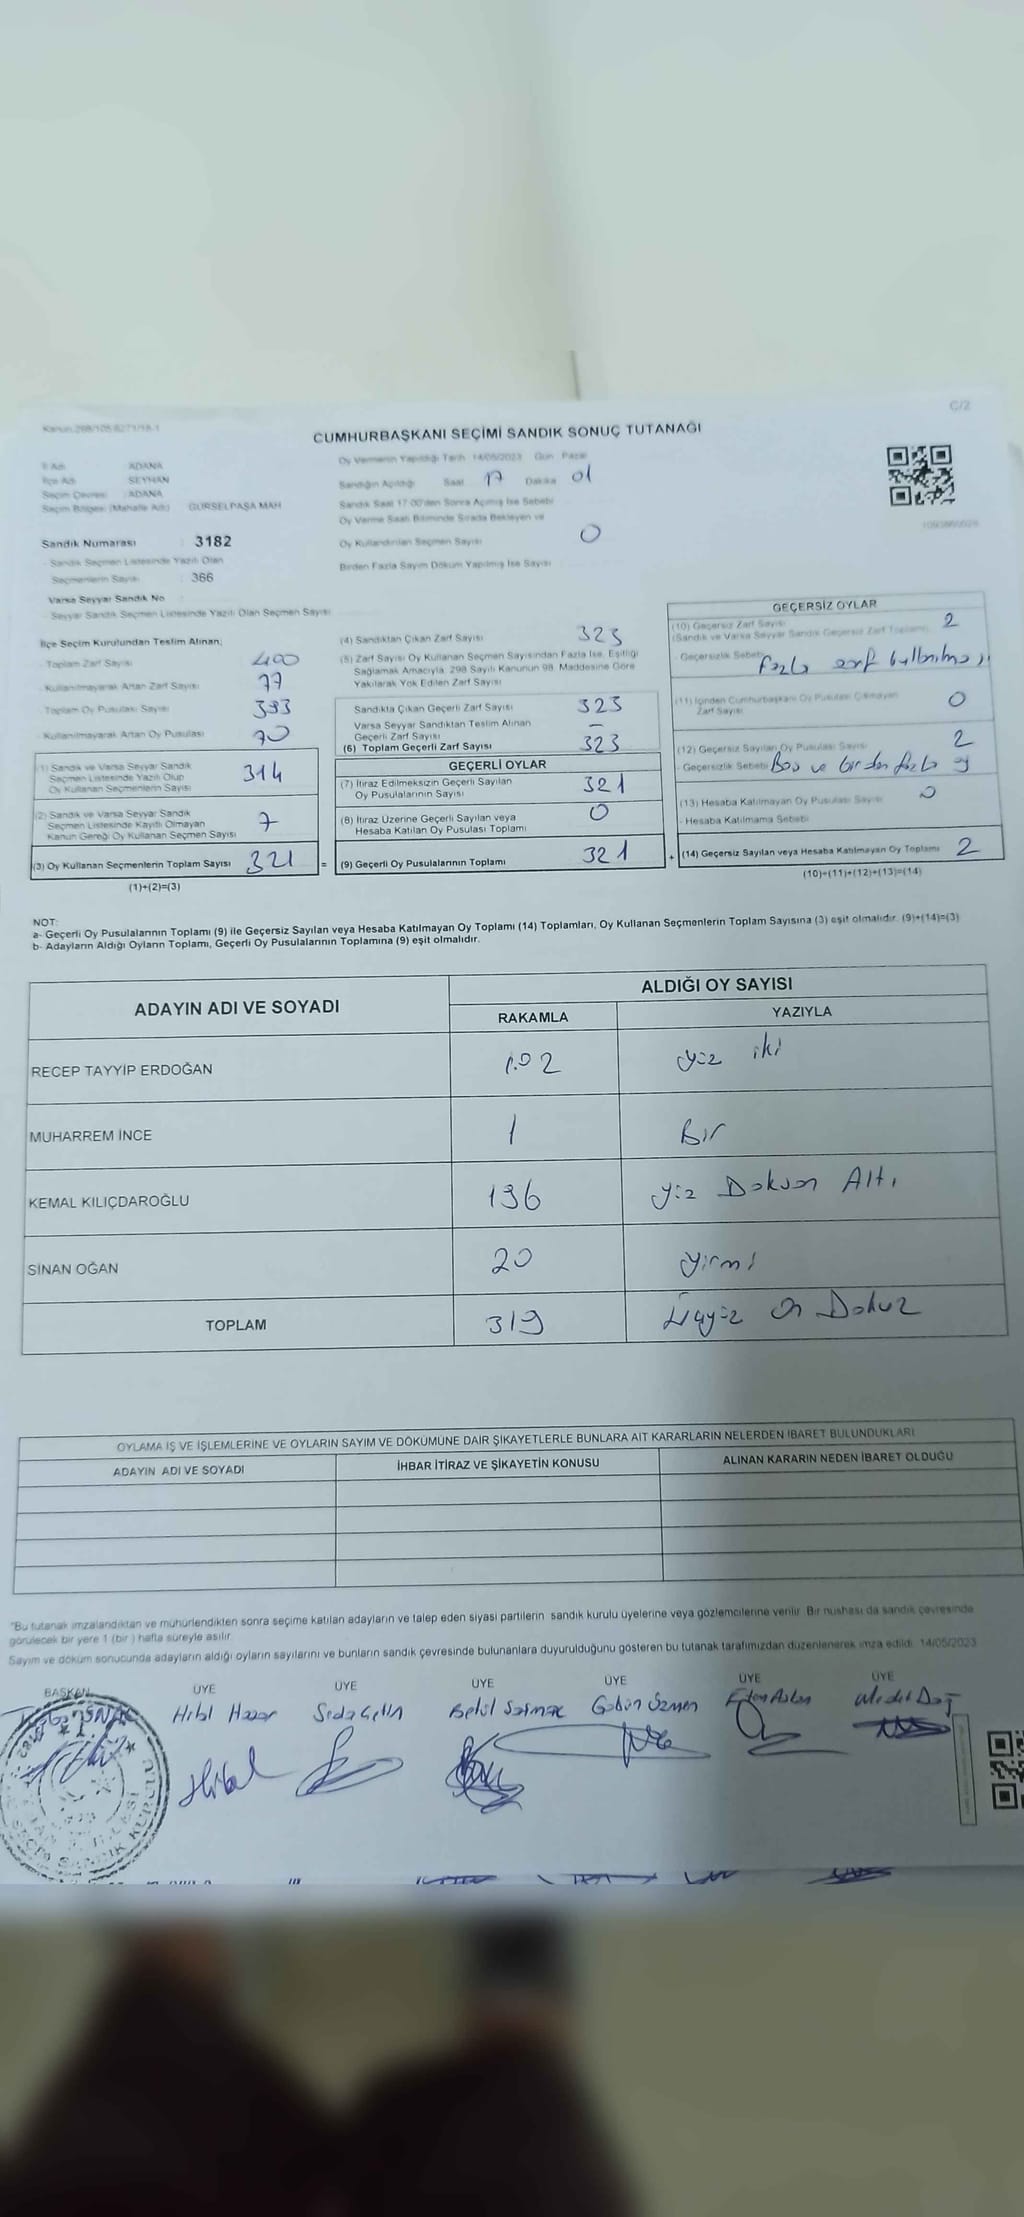 C/2
Kanun:298/105-6271/18-1
CUMHURBAŞKANI SEÇİMİ SANDIK SONUÇ TUTANAĞI
İl Adı ADANA
İlçe Adı SEYHAN
Seçim Çevresi : ADANA
Seçim Bölgesi (Mahalle Adı) GÜRSELPAŞA MAH
Sandık Numarası : 3182
- Sandık Seçmen Listesinde Yazılı Olan
Seçmenlerin Sayısı : 366
Varsa Seyyar Sandık No
- Seyyar Sandık Seçmen Listesinde Yazılı Olan Seçmen Sayısı
Oy Vermenin Yapıldığı Tarih 14/05/2023 Gün Pazar
Sandığın Açıldığı Saat 17 Dakika 01
Sandık Saat 17.00'den Sonra Açılmış İse Sebebi
Oy Verme Saati Bitiminde Sırada Bekleyen ve
Oy Kullandırılan Seçmen Sayısı 0
Birden Fazla Sayım Döküm Yapılmış İse Sayısı
İlçe Seçim Kurulundan Teslim Alınan;
- Toplam Zarf Sayısı 400
- Kullanılmayarak Artan Zarf Sayısı 77
- Toplam Oy Pusulası Sayısı 393
- Kullanılmayarak Artan Oy Pusulası 70
(1) Sandık ve Varsa Seyyar Sandık
Seçmen Listesinde Yazılı Olup
Oy Kullanan Seçmenlerin Sayısı 314
(2) Sandık ve Varsa Seyyar Sandık
Seçmen Listesinde Kayıtlı Olmayan
Kanun Gereği Oy Kullanan Seçmen Sayısı 7
(3) Oy Kullanan Seçmenlerin Toplam Sayısı 321 =
(1)+(2)=(3)
(4) Sandıktan Çıkan Zarf Sayısı 323
(5) Zarf Sayısı Oy Kullanan Seçmen Sayısından Fazla İse, Eşitliği
Sağlamak Amacıyla, 298 Sayılı Kanunun 98. Maddesine Göre
Yakılarak Yok Edilen Zarf Sayısı
Sandıkta Çıkan Geçerli Zarf Sayısı 323
Varsa Seyyar Sandıktan Teslim Alınan
Geçerli Zarf Sayısı –
(6) Toplam Geçerli Zarf Sayısı 323
GEÇERLİ OYLAR
(7) İtiraz Edilmeksizin Geçerli Sayılan
Oy Pusulalarının Sayısı 321
(8) İtiraz Üzerine Geçerli Sayılan veya
Hesaba Katılan Oy Pusulası Toplamı 0
(9) Geçerli Oy Pusulalarının Toplamı 321 +
GEÇERSİZ OYLAR
(10) Geçersiz Zarf Sayısı 2
(Sandık ve Varsa Seyyar Sandık Geçersiz Zarf Toplamı)
- Geçersizlik Sebebi fazla zarf bulunması
(11) İçinden Cumhurbaşkanı Oy Pusulası Çıkmayan
Zarf Sayısı 0
(12) Geçersiz Sayılan Oy Pusulası Sayısı 2
- Geçersizlik Sebebi Boş ve birden fazla oy
(13) Hesaba Katılmayan Oy Pusulası Sayısı 0
- Hesaba Katılmama Sebebi
(14) Geçersiz Sayılan veya Hesaba Katılmayan Oy Toplamı 2
(10)+(11)+(12)+(13)=(14)
NOT:
a- Geçerli Oy Pusulalarının Toplamı (9) ile Geçersiz Sayılan veya Hesaba Katılmayan Oy Toplamı (14) Toplamları, Oy Kullanan Seçmenlerin Toplam Sayısına (3) eşit olmalıdır. (9)+(14)=(3)
b- Adayların Aldığı Oyların Toplamı, Geçerli Oy Pusulalarının Toplamına (9) eşit olmalıdır.
ADAYIN ADI VE SOYADI ALDIĞI OY SAYISI
RAKAMLA YAZIYLA
RECEP TAYYİP ERDOĞAN 102 Yüz iki
MUHARREM İNCE 1 Bir
KEMAL KILIÇDAROĞLU 196 Yüz Doksan Altı
SİNAN OĞAN 20 Yirmi
TOPLAM 319 Üçyüz On Dokuz
OYLAMA İŞ VE İŞLEMLERİNE VE OYLARIN SAYIM VE DÖKÜMÜNE DAİR ŞİKAYETLERLE BUNLARA AİT KARARLARIN NELERDEN İBARET BULUNDUKLARI
ADAYIN ADI VE SOYADI İHBAR İTİRAZ VE ŞİKAYETİN KONUSU ALINAN KARARIN NEDEN İBARET OLDUĞU
"Bu tutanak imzalandıktan ve mühürlendikten sonra seçime katılan adayların ve talep eden siyasi partilerin sandık kurulu üyelerine veya gözlemcilerine verilir. Bir nüshası da sandık çevresinde
görülecek bir yere 1 (bir ) hafta süreyle asılır.
Sayım ve döküm sonucunda adayların aldığı oyların sayılarını ve bunların sandık çevresinde bulunanlara duyurulduğunu gösteren bu tutanak tarafımızdan düzenlenerek imza edildi. 14/05/2023
BAŞKAN ÜYE ÜYE ÜYE ÜYE ÜYE ÜYE
Seda Çetin Betül Gökün Eren Aslan